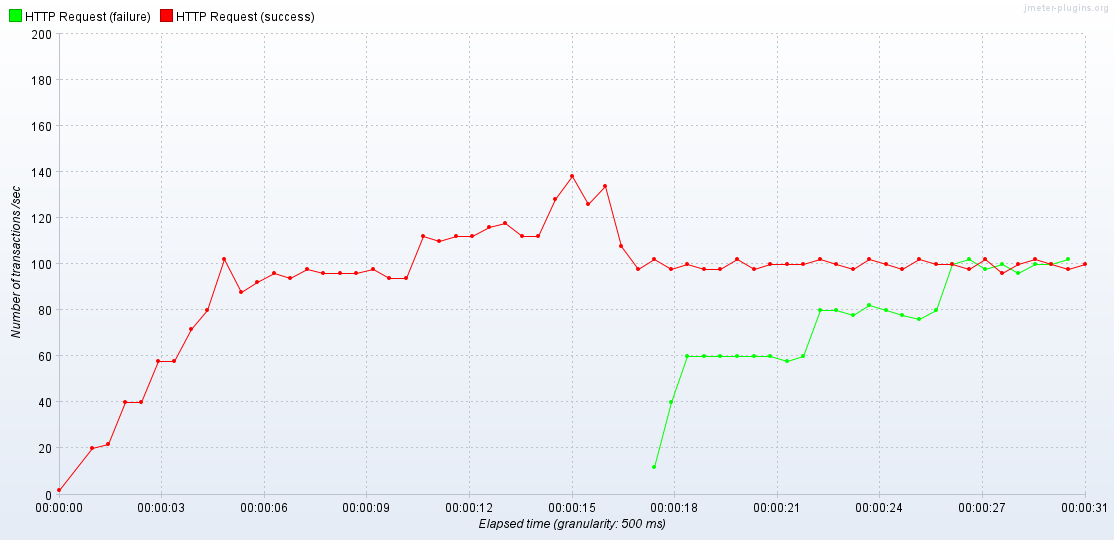 jmeter-plugins.org
HTTP Request (failure) HTTP Request (success)
200
180
160
140
120
100
80
60
40
20
0
Number of transactions /sec
00:00:00 00:00:03 00:00:06 00:00:09 00:00:12 00:00:15 00:00:18 00:00:21 00:00:24 00:00:27 00:00:31
Elapsed time (granularity: 500 ms)